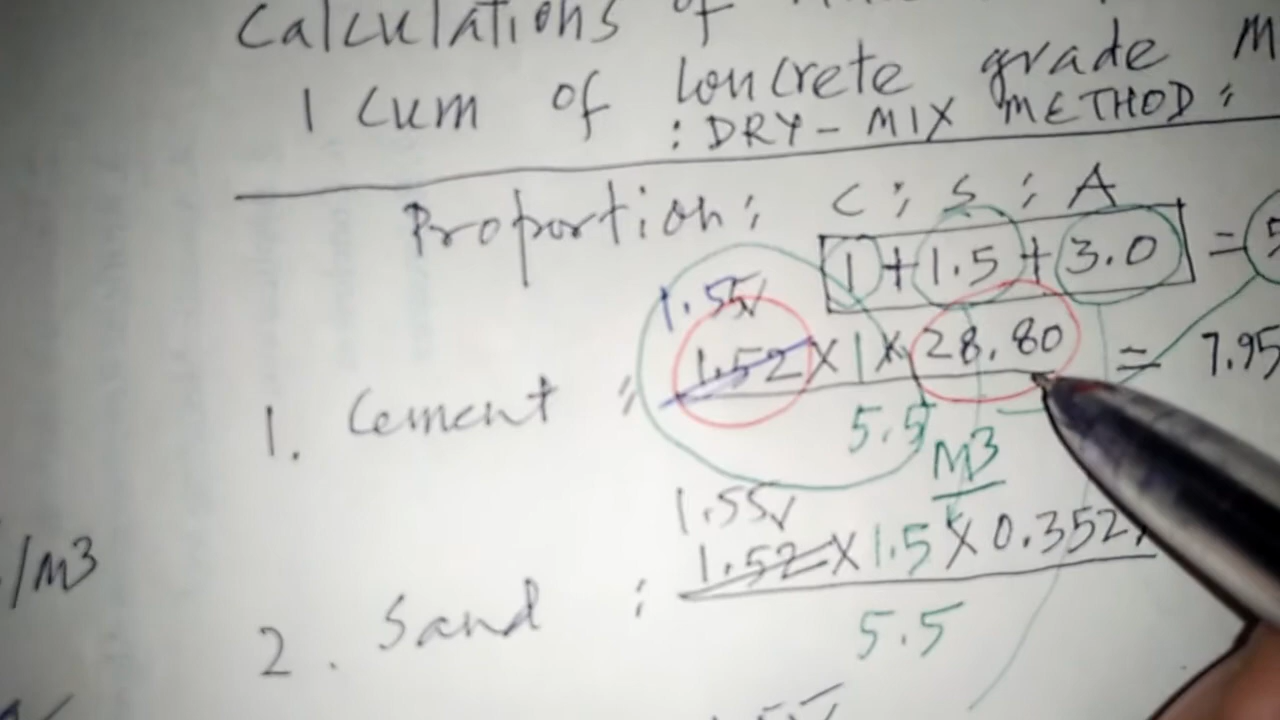 Calculations of
1 Cum of Concrete grade M
: DRY-MIX METHOD :
Proportion : C : S : A
1 + 1.5 + 3.0 = 5
1.55✓
1. Cement : 1.52 X 1 X 28.80 = 7.95
5.5
M3
1.55✓
/M3
1.52 X 1.5 X 0.352
2. Sand :
5.5